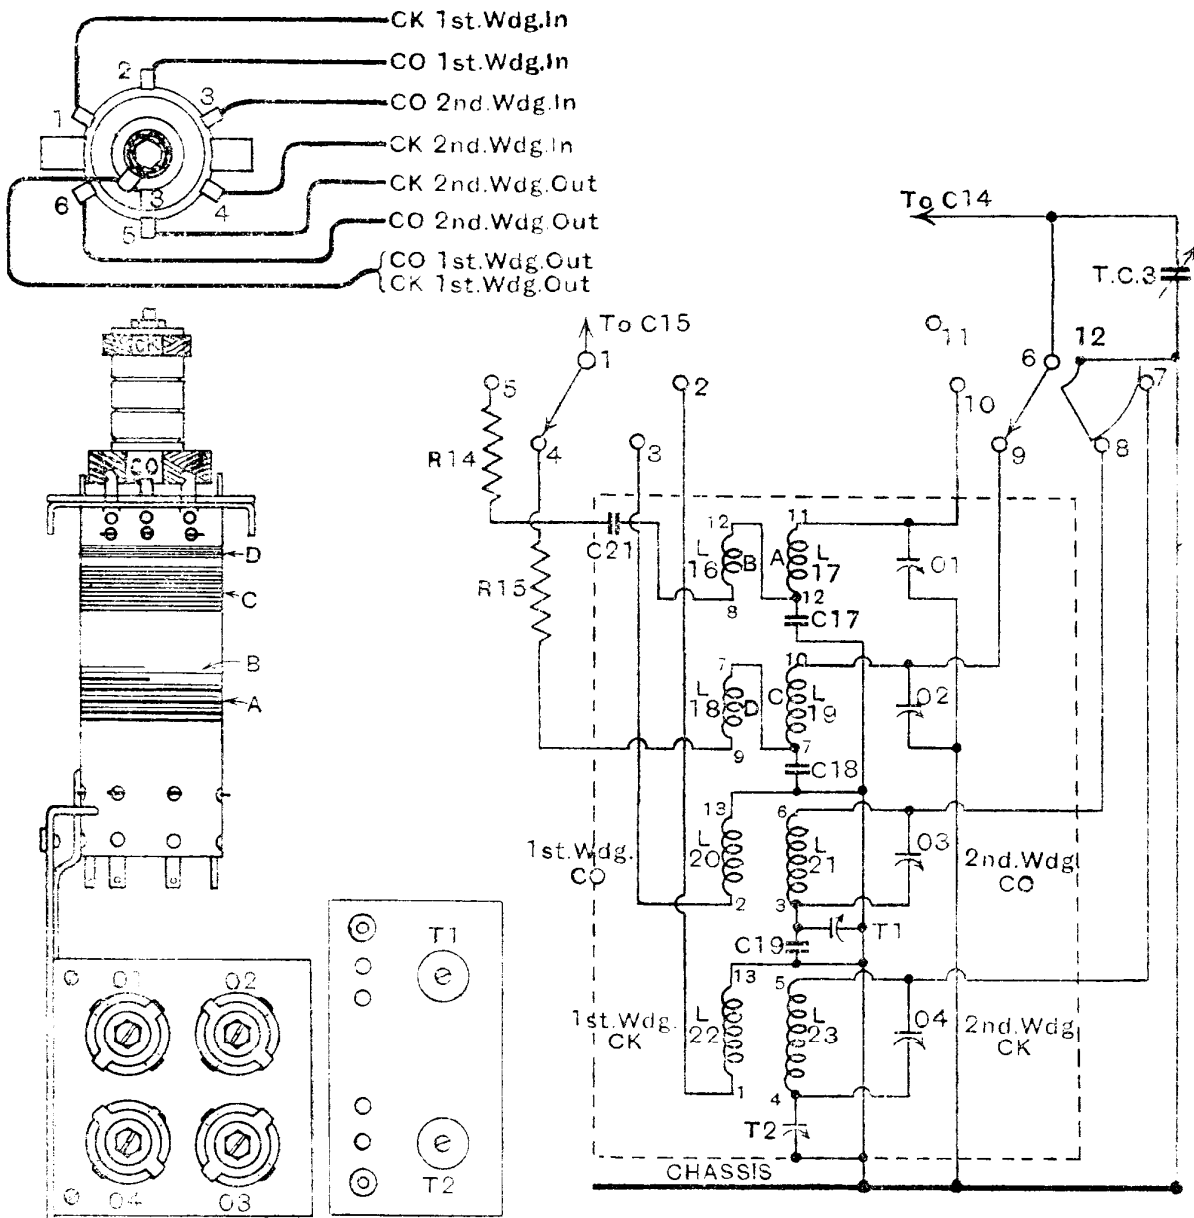 CK 1st.Wdg.In
CO 1st.Wdg.In
CO 2nd.Wdg.In
CK 2nd.Wdg.In
CK 2nd.Wdg.Out
CO 2nd.Wdg.Out
CO 1st.Wdg.Out
CK 1st.Wdg.Out
1
2
3
4
5
6
13
CK
CO
D
C
B
A
O1
O2
O4
O3
T1
T2
To C14
T.C.3
To C15
1
11
6
12
5
2
10
7
R14
4
3
9
8
C21
12
11
L
16
B
A
L
17
O1
R15
8
12
C17
7
10
L
18
D
C
L
19
O2
9
7
C18
13
6
1st.Wdg.
CO
L
20
L
21
O3
2nd.Wdg
CO
2
3
T1
C19
13
5
1st.Wdg.
CK
L
22
L
23
O4
2nd.Wdg
CK
1
4
T2
CHASSIS